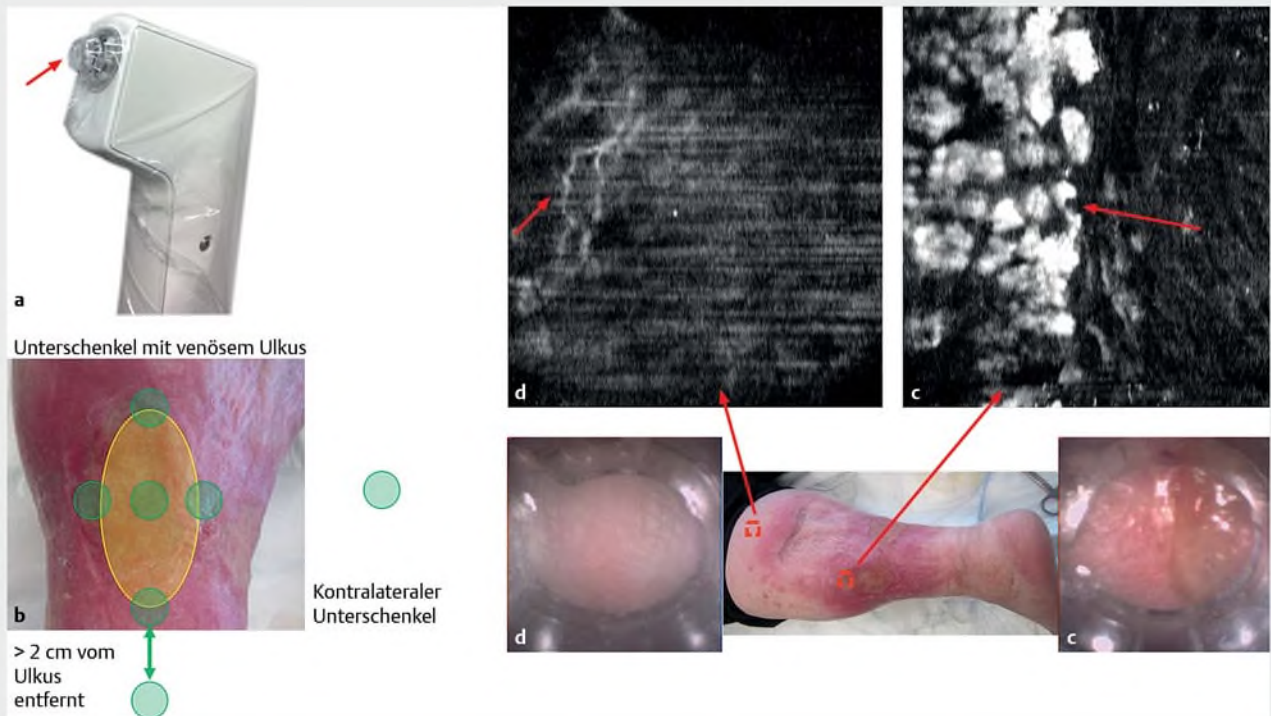 a
Unterschenkel mit venösem Ulkus
b
> 2 cm vom
Ulkus
entfernt
Kontralateraler
Unterschenkel
d
c
d
c